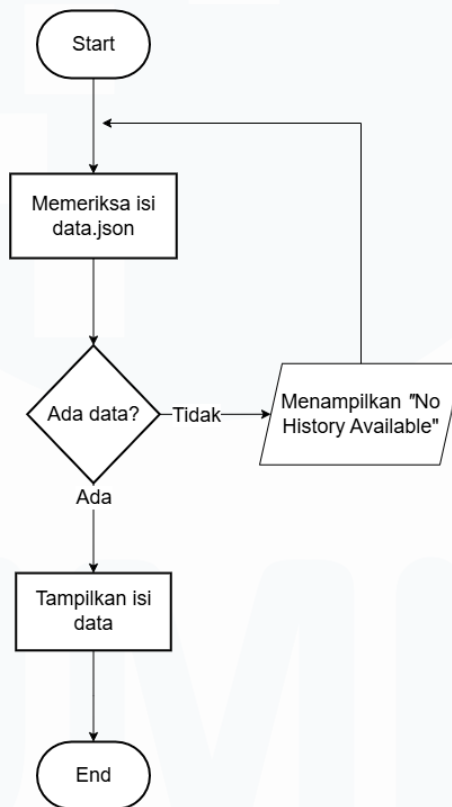 Start
Memeriksa isi
data.json
Ada data?
Tidak
Menampilkan "No
History Available"
Ada
Tampilkan isi
data
End